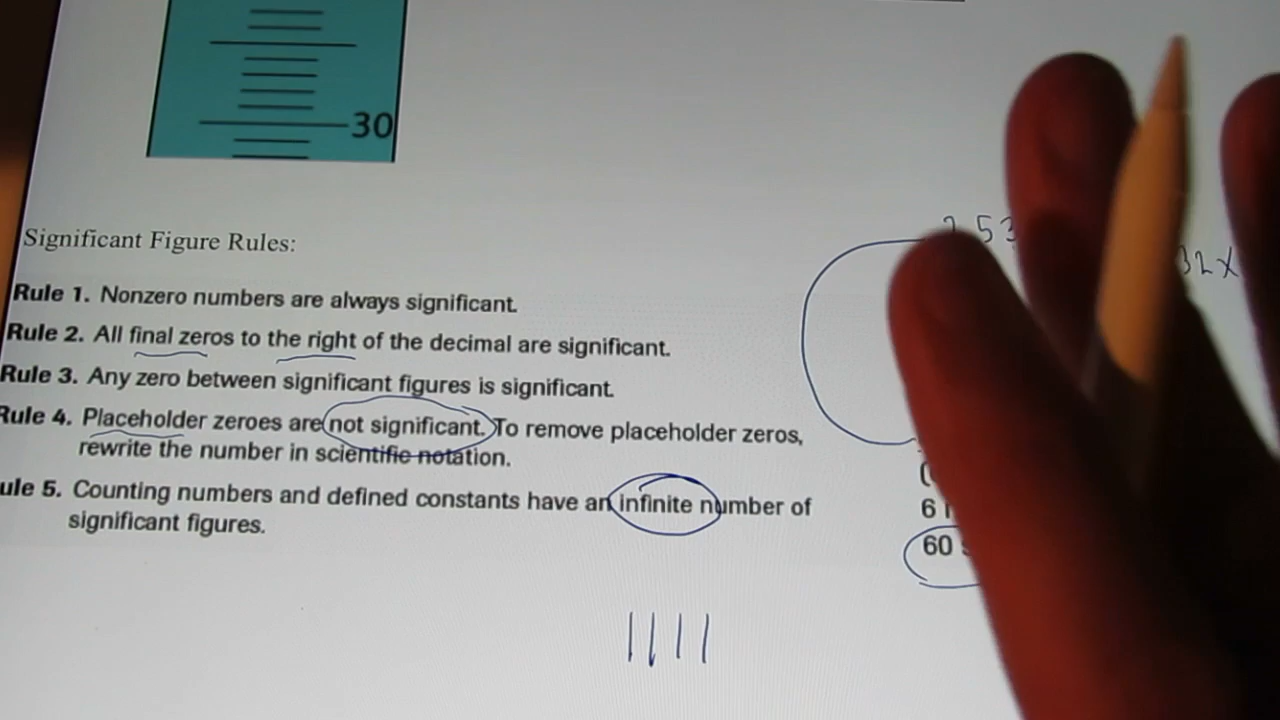 30
Significant Figure Rules:
Rule 1. Nonzero numbers are always significant.
Rule 2. All final zeros to the right of the decimal are significant.
Rule 3. Any zero between significant figures is significant.
Rule 4. Placeholder zeroes are not significant. To remove placeholder zeros,
rewrite the number in scientific notation.
ule 5. Counting numbers and defined constants have an infinite number of
significant figures.
53
32x
6
60